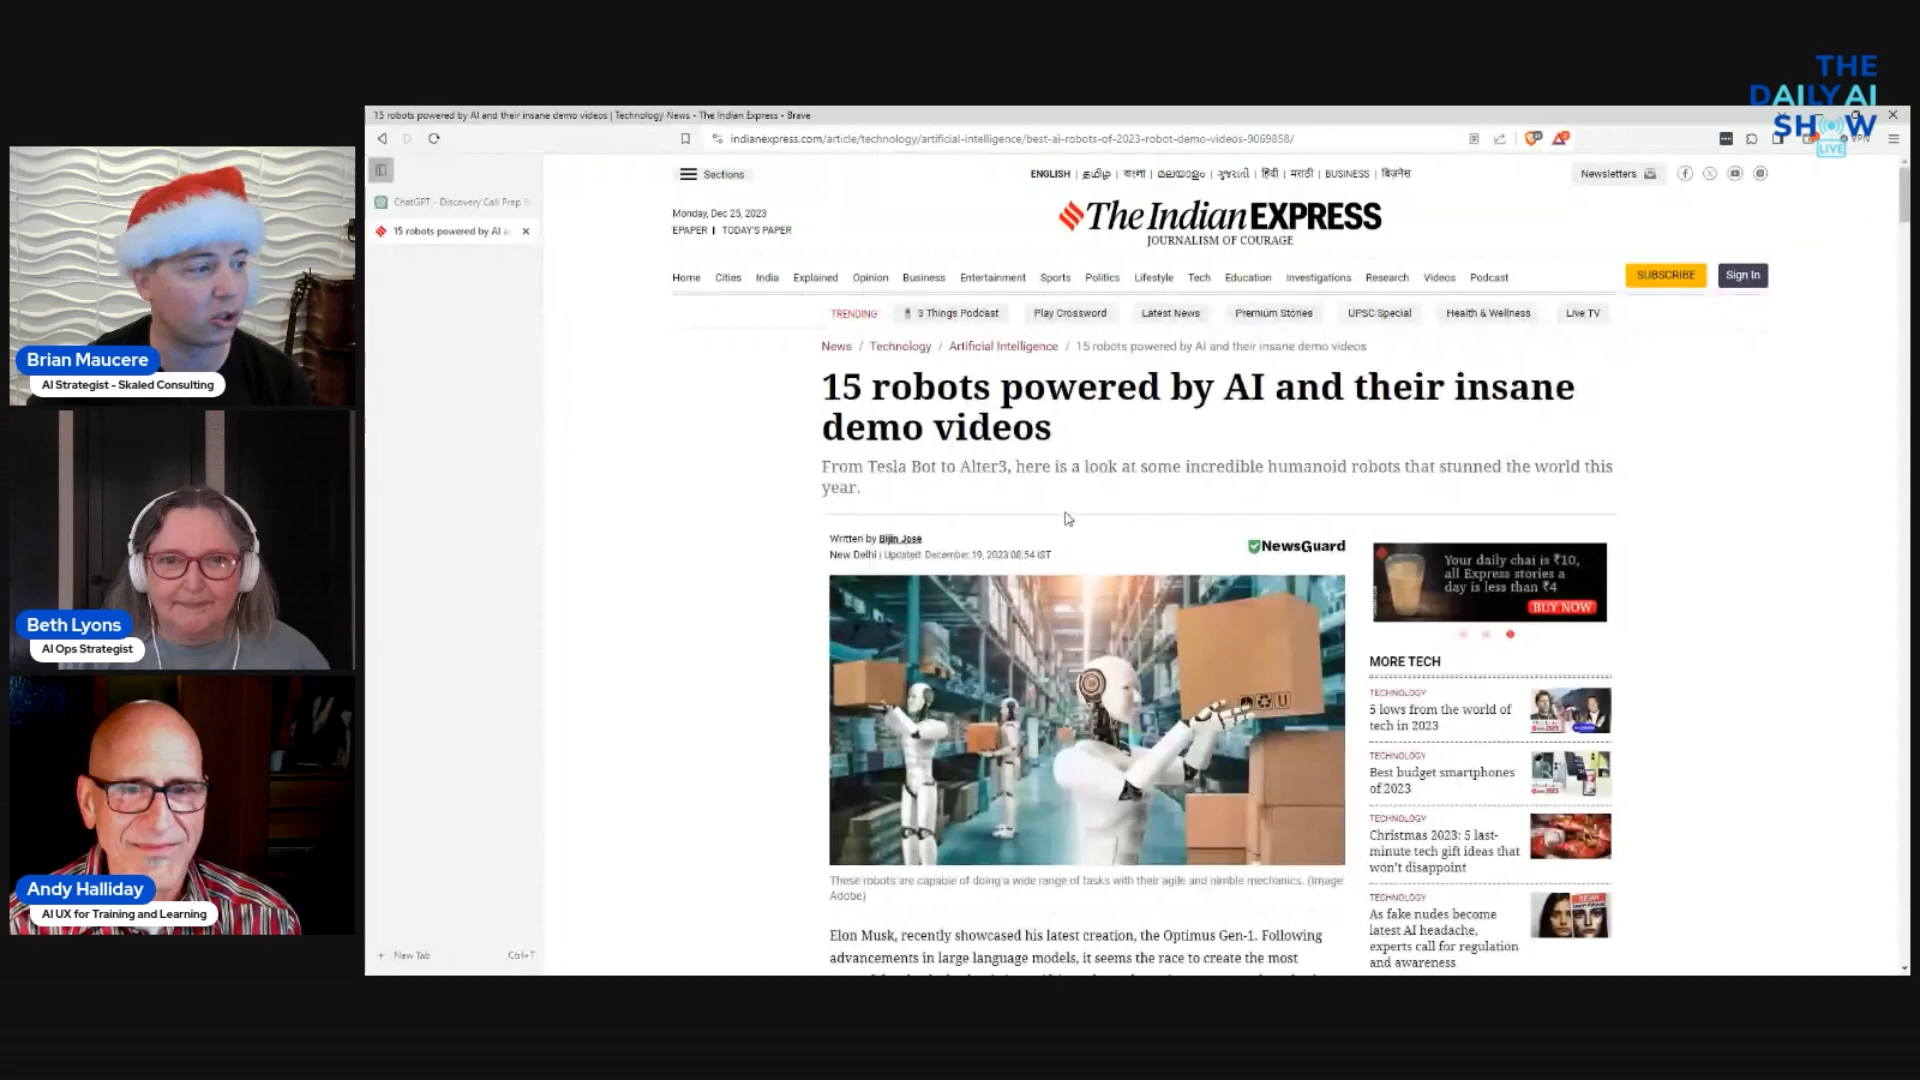 THE
DAILY AI
SHOW
LIVE
15 robots powered by AI and their insane demo videos | Technology News - The Indian Express - Brave
indianexpress.com/article/technology/artificial-intelligence/best-ai-robots-of-2023-robot-demo-videos-9069858/
VPN
ChatGPT - Discovery Call Prep
15 robots powered by AI a
New Tab Ctrl+T
Brian Maucere
AI Strategist - Skaled Consulting
Beth Lyons
AI Ops Strategist
Andy Halliday
AI UX for Training and Learning
Sections
ENGLISH | தமிழ் | বাংলা | മലയാളം | ગુજરાતી | हिंदी | मराठी | BUSINESS | बिज़नेस
Newsletters
Monday, Dec 25, 2023
EPAPER | TODAY'S PAPER
The Indian EXPRESS
JOURNALISM OF COURAGE
Home Cities India Explained Opinion Business Entertainment Sports Politics Lifestyle Tech Education Investigations Research Videos Podcast
SUBSCRIBE
Sign In
TRENDING 3 Things Podcast Play Crossword Latest News Premium Stories UPSC Special Health & Wellness Live TV
News / Technology / Artificial Intelligence / 15 robots powered by AI and their insane demo videos
15 robots powered by AI and their insane
demo videos
From Tesla Bot to Alter3, here is a look at some incredible humanoid robots that stunned the world this
year.
Written by Bijin Jose
New Delhi | Updated: December 19, 2023 08:54 IST
NewsGuard
These robots are capable of doing a wide range of tasks with their agile and nimble mechanics. (Image:
Adobe)
Elon Musk, recently showcased his latest creation, the Optimus Gen-1. Following
advancements in large language models, it seems the race to create the most
Your daily chai is ₹10,
all Express stories a
day is less than ₹4
BUY NOW
MORE TECH
TECHNOLOGY
5 lows from the world of
tech in 2023
TECHNOLOGY
Best budget smartphones
of 2023
TECHNOLOGY
Christmas 2023: 5 last-
minute tech gift ideas that
won't disappoint
TECHNOLOGY
As fake nudes become
latest AI headache,
experts call for regulation
and awareness